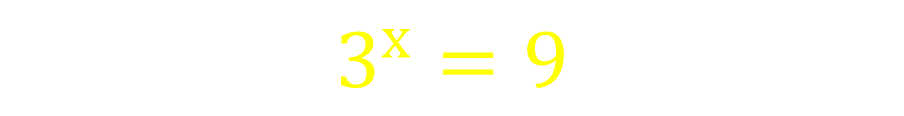 3ˣ = 9